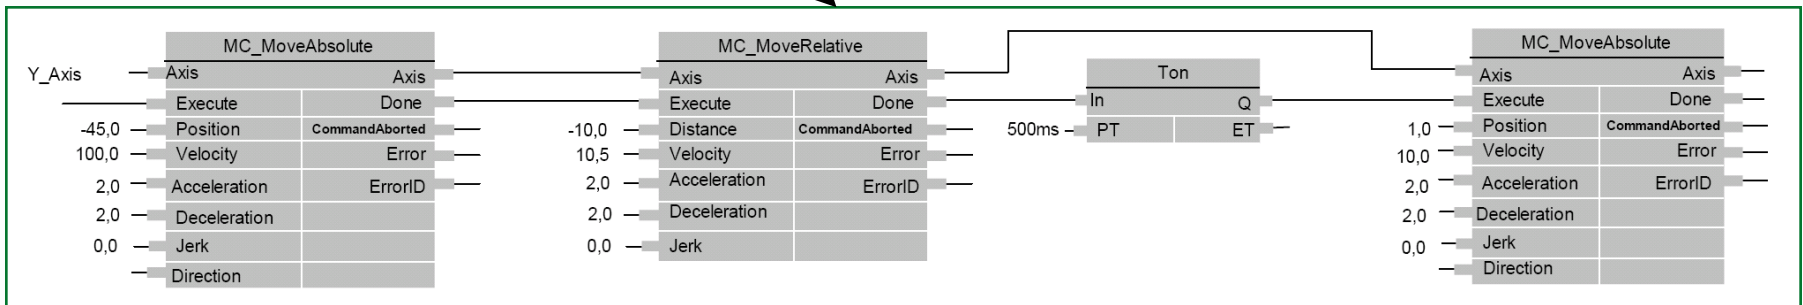 MC_MoveAbsolute
Y_Axis Axis Axis
Execute Done
-45,0 Position CommandAborted
100,0 Velocity Error
2,0 Acceleration ErrorID
2,0 Deceleration
0,0 Jerk
Direction
MC_MoveRelative
Axis Axis
Execute Done
-10,0 Distance CommandAborted
10,5 Velocity Error
2,0 Acceleration ErrorID
2,0 Deceleration
0,0 Jerk
Ton
In Q
500ms PT ET
MC_MoveAbsolute
Axis Axis
Execute Done
1,0 Position CommandAborted
10,0 Velocity Error
2,0 Acceleration ErrorID
2,0 Deceleration
0,0 Jerk
Direction